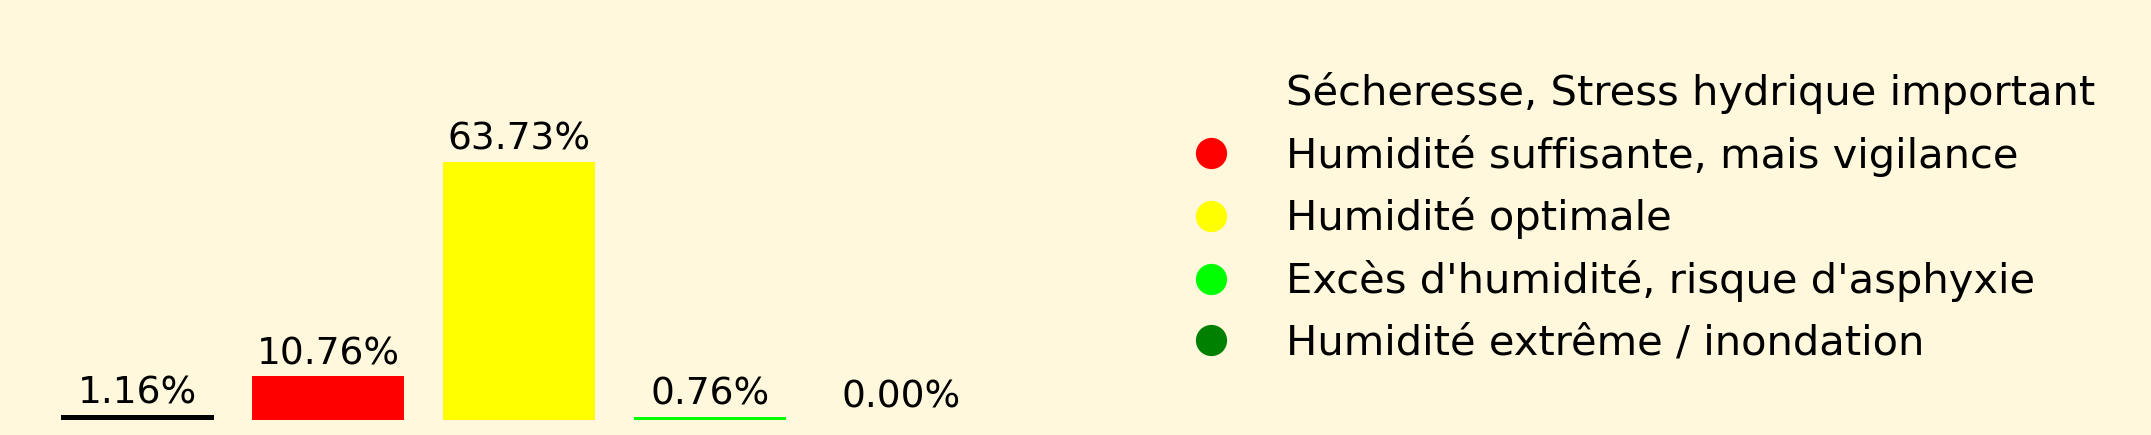 63.73%
10.76%
1.16%
0.76%
0.00%
Sécheresse, Stress hydrique important
Humidité suffisante, mais vigilance
Humidité optimale
Excès d'humidité, risque d'asphyxie
Humidité extrême / inondation